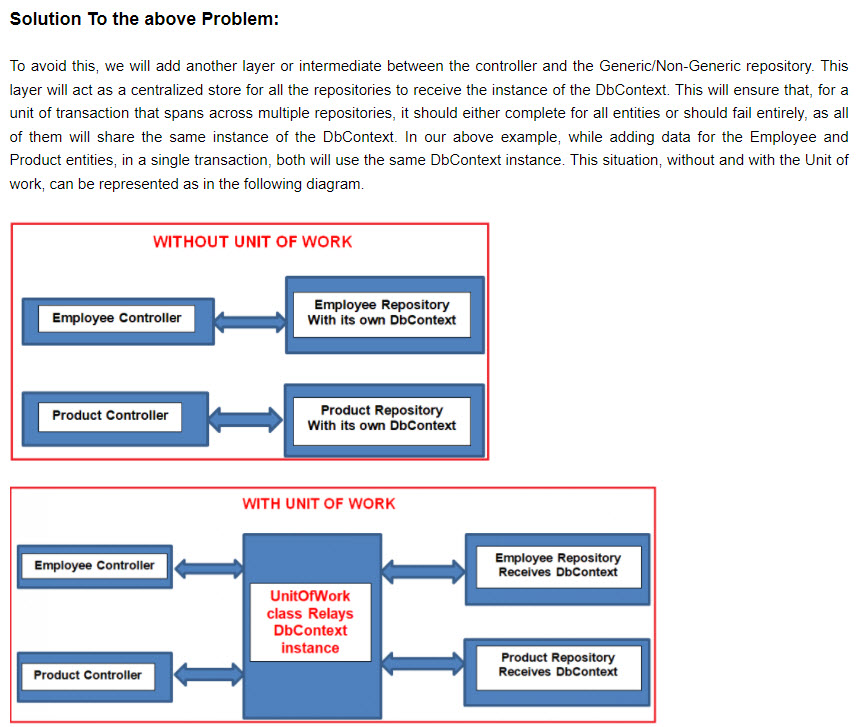 Solution To the above Problem:
To avoid this, we will add another layer or intermediate between the controller and the Generic/Non-Generic repository. This
layer will act as a centralized store for all the repositories to receive the instance of the DbContext. This will ensure that, for a
unit of transaction that spans across multiple repositories, it should either complete for all entities or should fail entirely, as all
of them will share the same instance of the DbContext. In our above example, while adding data for the Employee and
Product entities, in a single transaction, both will use the same DbContext instance. This situation, without and with the Unit of
work, can be represented as in the following diagram.
WITHOUT UNIT OF WORK
Employee Controller
Employee Repository
With its own DbContext
Product Controller
Product Repository
With its own DbContext
WITH UNIT OF WORK
Employee Controller
Product Controller
UnitOfWork
class Relays
DbContext
instance
Employee Repository
Receives DbContext
Product Repository
Receives DbContext